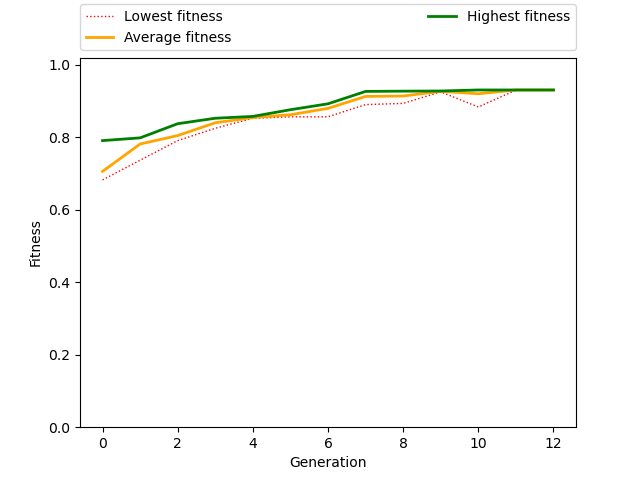 Lowest fitness
Average fitness
Highest fitness
1.0
0.8
0.6
0.4
0.2
0.0
Fitness
0 2 4 6 8 10 12
Generation